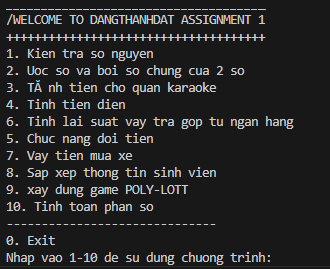 _____________________________________
/WELCOME TO DANGTHANHDAT ASSIGNMENT 1
+++++++++++++++++++++++++++++++++++++
1. Kien tra so nguyen
2. Uoc so va boi so chung cua 2 so
3. TĂ nh tien cho quan karaoke
4. Tinh tien dien
6. Tinh lai suat vay tra gop tu ngan hang
5. Chuc nang doi tien
7. Vay tien mua xe
8. Sap xep thong tin sinh vien
9. xay dung game POLY-LOTT
10. Tinh toan phan so
------------------------------
0. Exit
Nhap vao 1-10 de su dung chuong trinh: